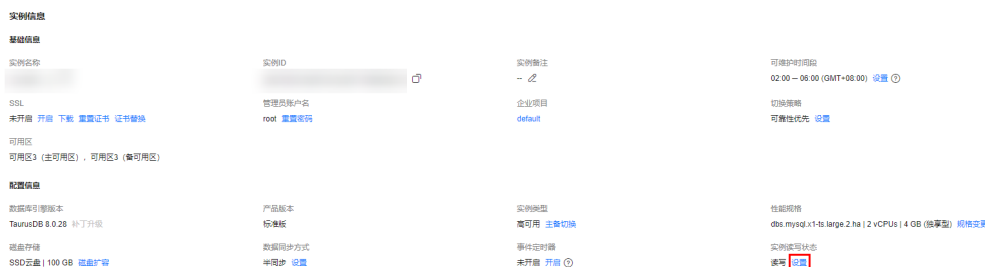 实例信息
基础信息
实例名称 实例ID 实例备注 可维护时间段
-- 02:00 – 06:00 (GMT+08:00) 设置
SSL 管理员账户名 企业项目 切换策略
未开启 开启 下载 重置证书 证书替换 root 重置密码 default 可靠性优先 设置
可用区
可用区3（主可用区），可用区3（备可用区）
配置信息
数据库引擎版本 产品版本 实例类型 性能规格
TaurusDB 8.0.28 补丁升级 标准版 高可用 主备切换 dbs.mysql.x1-ts.large.2.ha | 2 vCPUs | 4 GB (独享型) 规格变更
磁盘存储 数据同步方式 事件定时器 实例读写状态
SSD云盘 | 100 GB 磁盘扩容 半同步 设置 未开启 开启 读写 设置